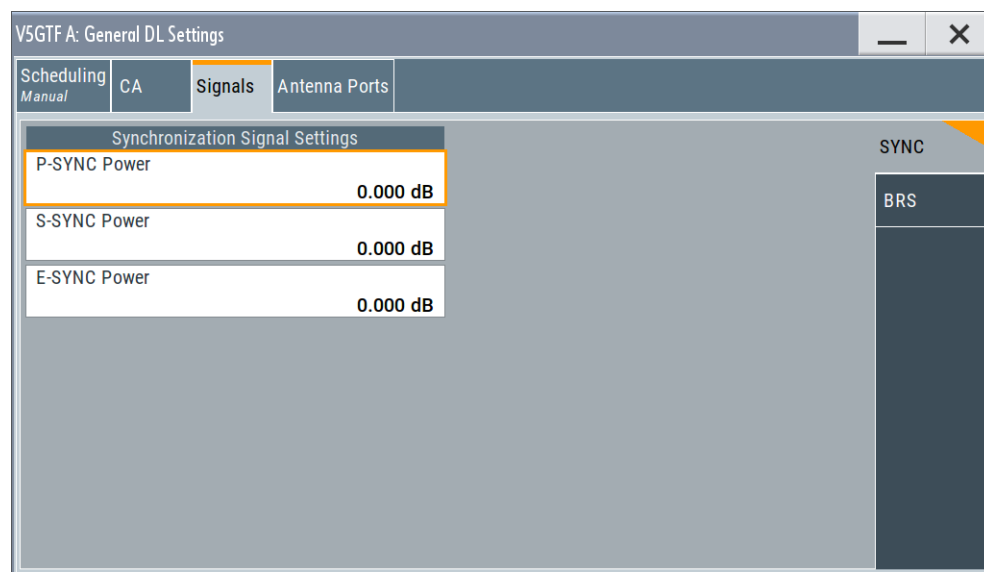 V5GTF A: General DL Settings
Scheduling
Manual
CA
Signals
Antenna Ports
Synchronization Signal Settings
P-SYNC Power
0.000 dB
S-SYNC Power
0.000 dB
E-SYNC Power
0.000 dB
SYNC
BRS